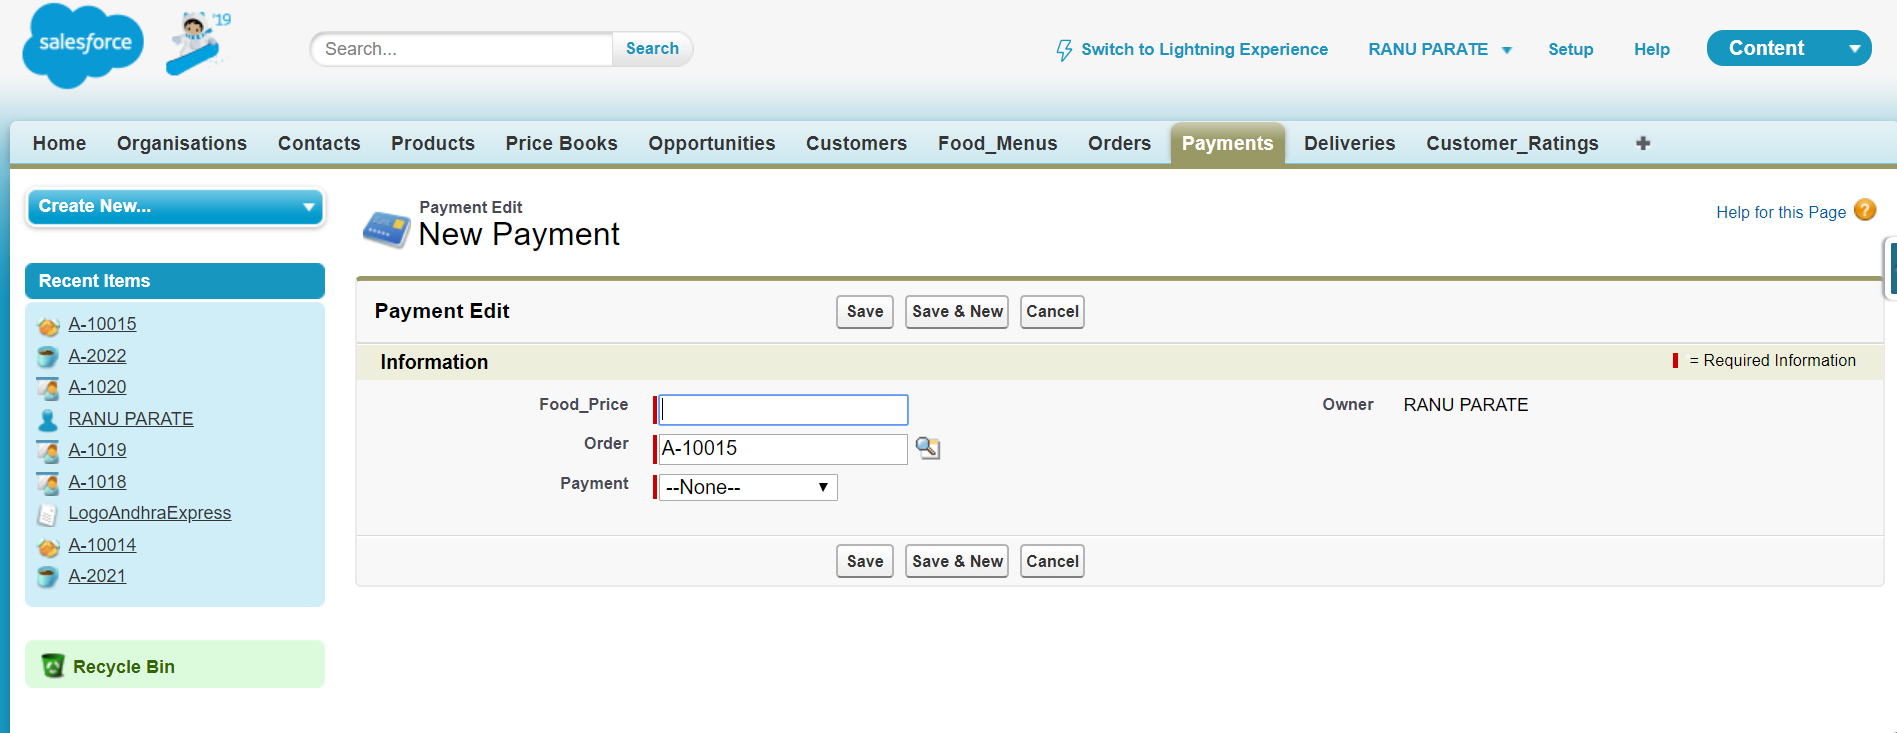 salesforce
'19
Search...
Search
Switch to Lightning Experience
RANU PARATE
Setup
Help
Content
Home Organisations Contacts Products Price Books Opportunities Customers Food_Menus Orders Payments Deliveries Customer_Ratings
Create New...
Recent Items
A-10015
A-2022
A-1020
RANU PARATE
A-1019
A-1018
LogoAndhraExpress
A-10014
A-2021
Recycle Bin
Payment Edit
New Payment
Help for this Page ?
Payment Edit
Save Save & New Cancel
Information
= Required Information
Food_Price
Owner RANU PARATE
Order A-10015
Payment --None--
Save Save & New Cancel